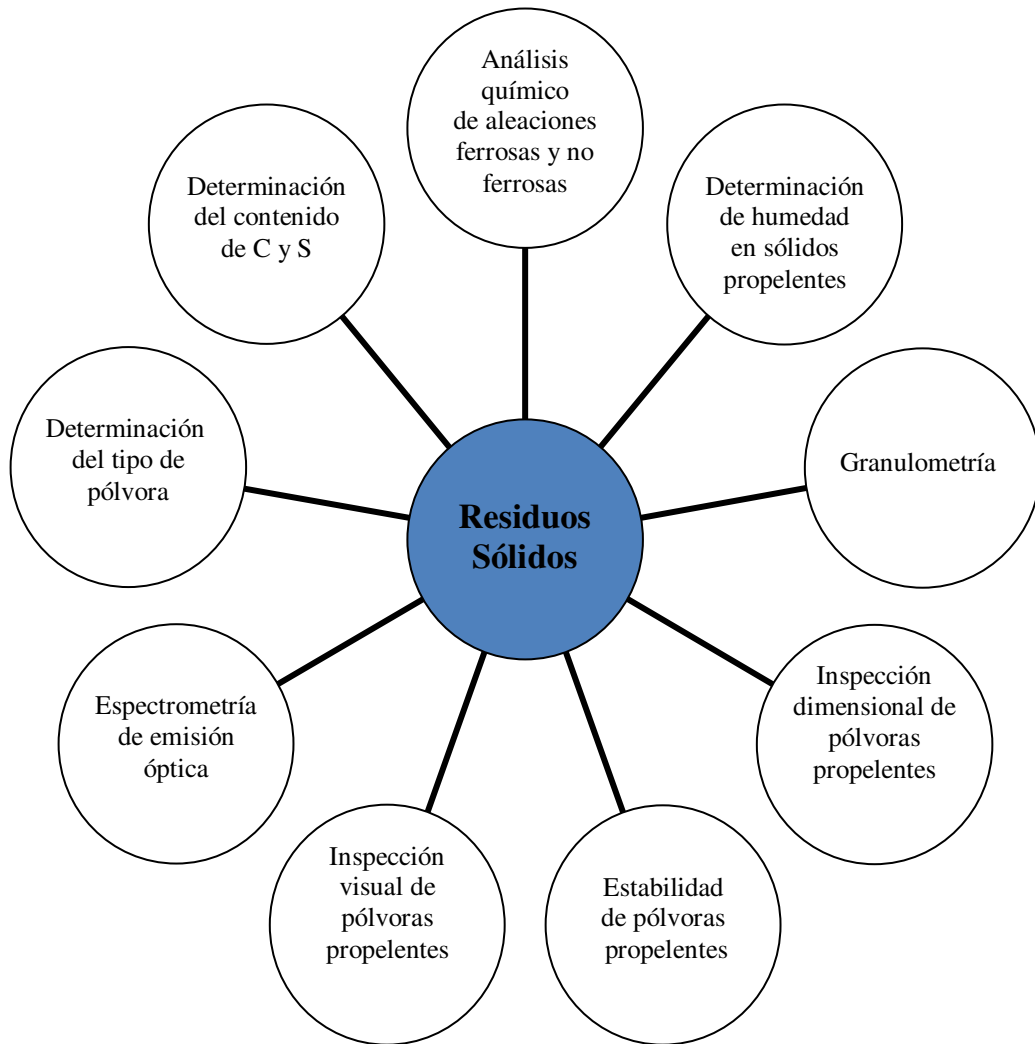 Análisis
químico
de aleaciones
ferrosas y no
ferrosas
Determinación
de humedad
en sólidos
propelentes
Granulometría
Inspección
dimensional de
pólvoras
propelentes
Estabilidad
de pólvoras
propelentes
Inspección
visual de
pólvoras
propelentes
Espectrometría
de emisión
óptica
Determinación
del tipo de
pólvora
Determinación
del contenido
de C y S
Residuos
Sólidos